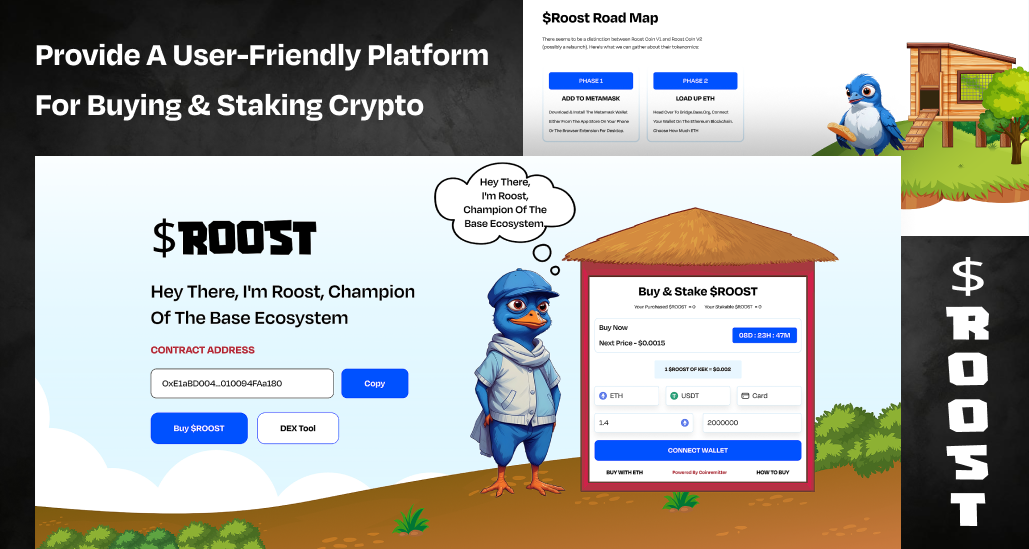 Provide A User-Friendly Platform
For Buying & Staking Crypto
$Roost Road Map
There seems to be a distinction between Roost Coin V1 and Roost Coin V2
(possibly a relaunch). Here's what we can gather about their tokenomics:
PHASE 1
ADD TO METAMASK
Download & Install The Metamask Wallet
Either From The App Store On Your Phone
Or The Browser Extension For Desktop.
PHASE 2
LOAD UP ETH
Head Over To Bridge.Base.Org, Connect
Your Wallet On The Ethereum Blockchain.
Choose How Much ETH
$ROOST
Hey There, I'm Roost, Champion
Of The Base Ecosystem
CONTRACT ADDRESS
OxE1aBD004...010094FAa180
Copy
Buy $ROOST
DEX Tool
Hey There,
I'm Roost,
Champion Of The
Base Ecosystem.
Buy & Stake $ROOST
Your Purchased $ROOST = 0 Your Stakable $ROOST = 0
Buy Now
Next Price - $0.0015
08D : 23H : 47M
1 $ROOST OF KEK = $0.002
ETH
USDT
Card
1.4
2000000
CONNECT WALLET
BUY WITH ETH
Powered By Coinremitter
HOW TO BUY
$
R
O
O
S
T